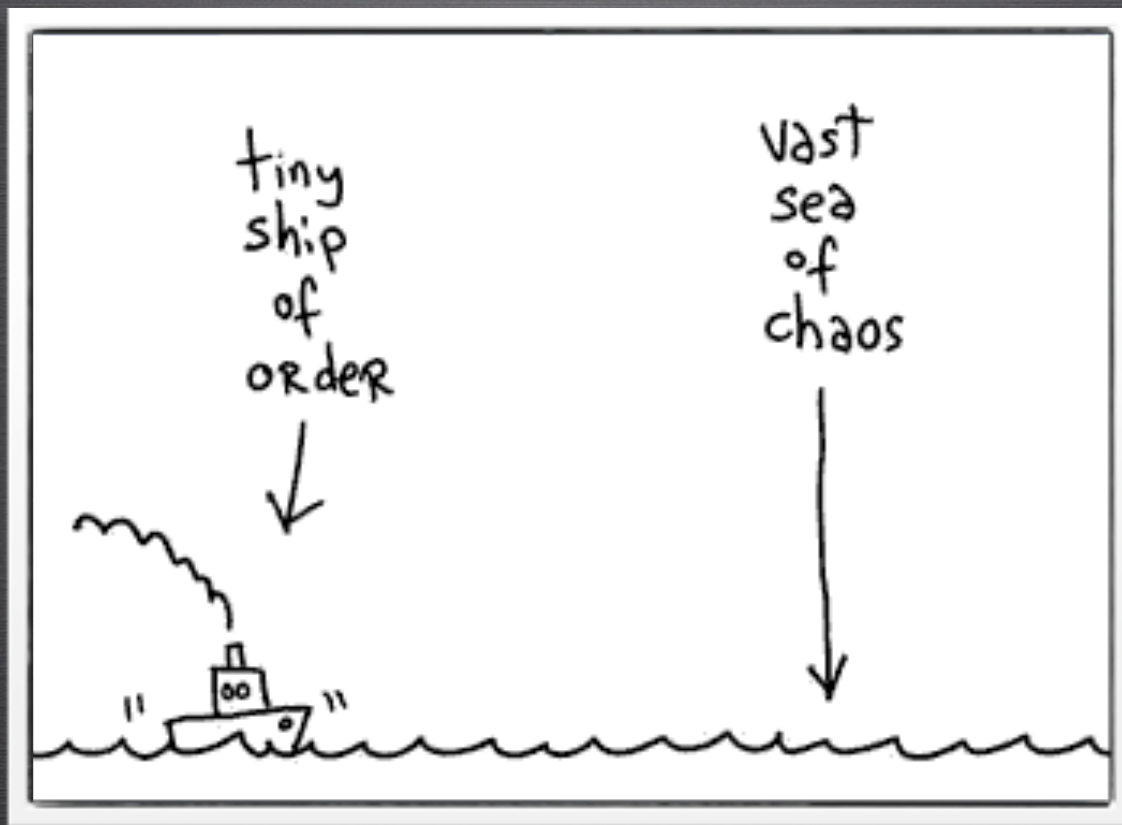 tiny
ship
of
order
vast
sea
of
chaos